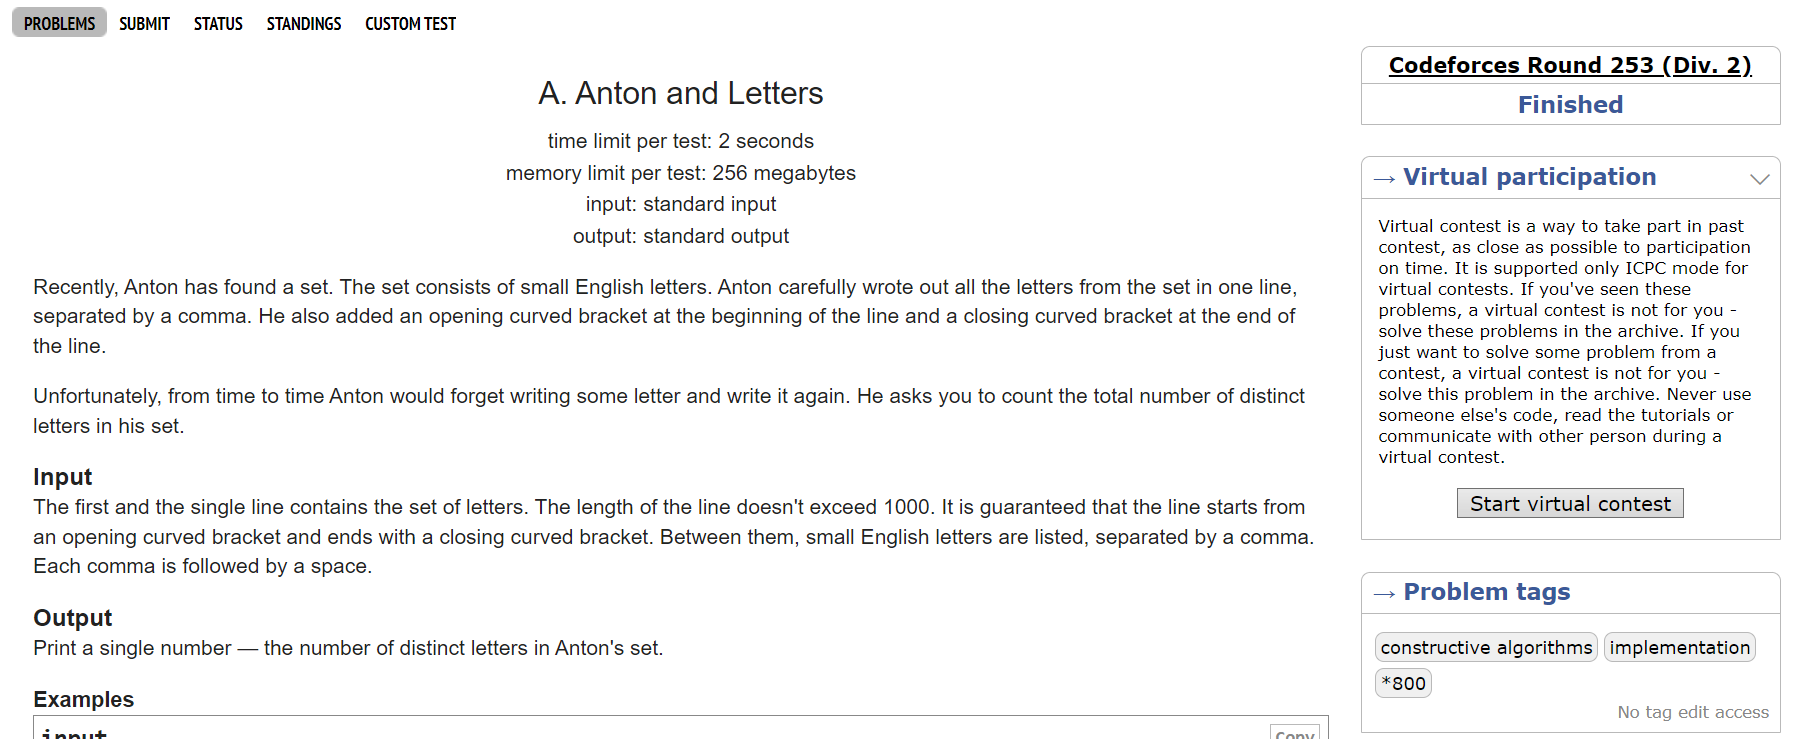 PROBLEMS SUBMIT STATUS STANDINGS CUSTOM TEST
A. Anton and Letters
time limit per test: 2 seconds
memory limit per test: 256 megabytes
input: standard input
output: standard output
Recently, Anton has found a set. The set consists of small English letters. Anton carefully wrote out all the letters from the set in one line,
separated by a comma. He also added an opening curved bracket at the beginning of the line and a closing curved bracket at the end of
the line.
Unfortunately, from time to time Anton would forget writing some letter and write it again. He asks you to count the total number of distinct
letters in his set.
Input
The first and the single line contains the set of letters. The length of the line doesn't exceed 1000. It is guaranteed that the line starts from
an opening curved bracket and ends with a closing curved bracket. Between them, small English letters are listed, separated by a comma.
Each comma is followed by a space.
Output
Print a single number — the number of distinct letters in Anton's set.
Examples
input
Copy
Codeforces Round 253 (Div. 2)
Finished
→ Virtual participation
Virtual contest is a way to take part in past
contest, as close as possible to participation
on time. It is supported only ICPC mode for
virtual contests. If you've seen these
problems, a virtual contest is not for you -
solve these problems in the archive. If you
just want to solve some problem from a
contest, a virtual contest is not for you -
solve this problem in the archive. Never use
someone else's code, read the tutorials or
communicate with other person during a
virtual contest.
Start virtual contest
→ Problem tags
constructive algorithms implementation
*800
No tag edit access